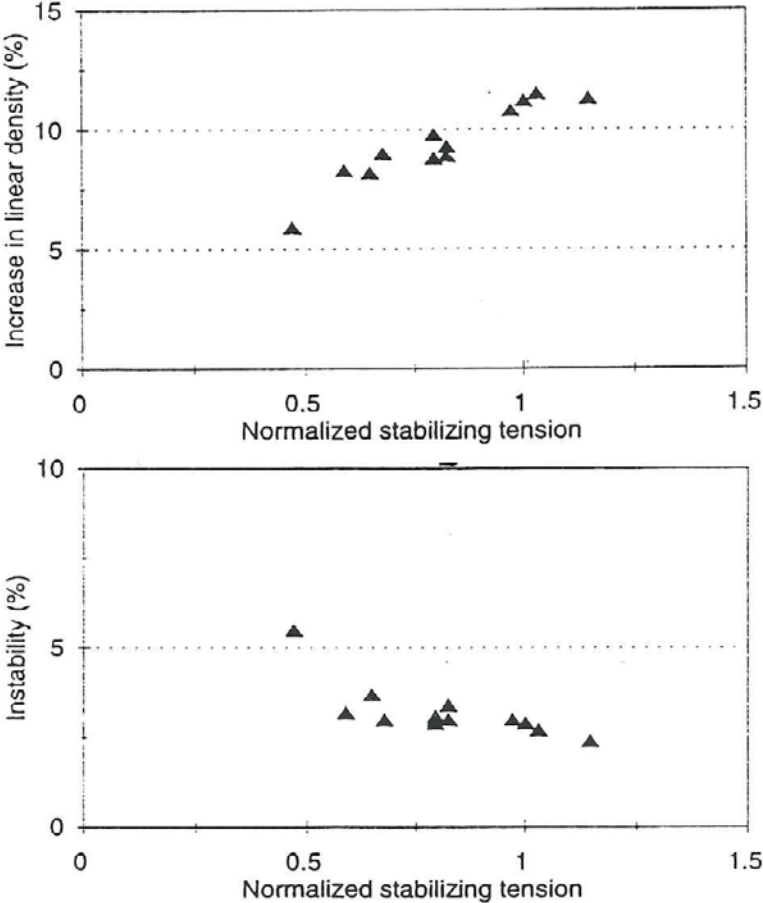 15
10
5
0
Increase in linear density (%)
0 0.5 1 1.5
Normalized stabilizing tension
10
5
0
Instability (%)
0 0.5 1 1.5
Normalized stabilizing tension